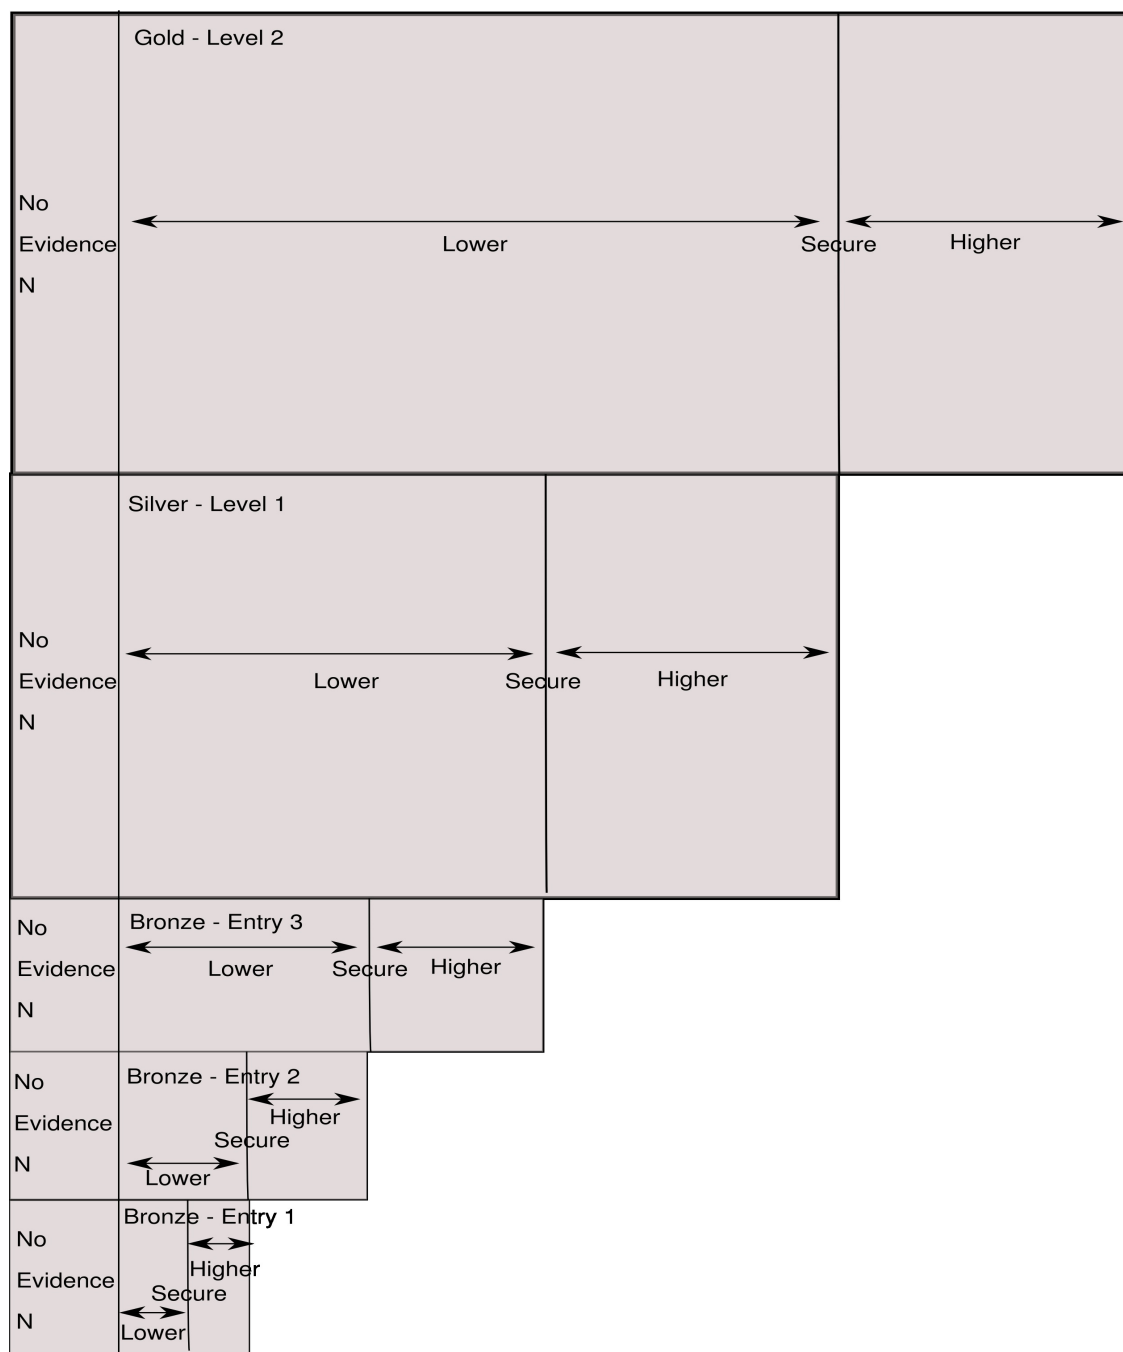 Gold - Level 2
No
Evidence
N
Lower
Secure
Higher
Silver - Level 1
No
Evidence
N
Lower
Secure
Higher
Bronze - Entry 3
No
Evidence
N
Lower
Secure
Higher
Bronze - Entry 2
No
Evidence
N
Higher
Secure
Lower
Bronze - Entry 1
No
Evidence
N
Higher
Secure
Lower